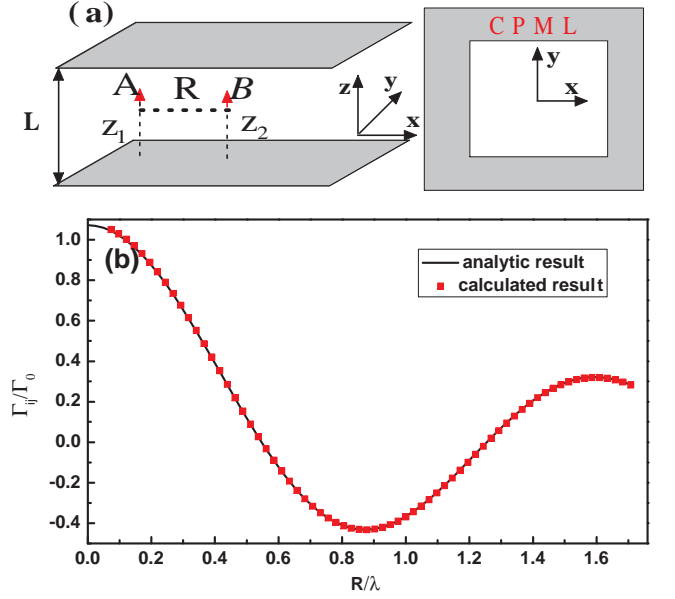 (a)
A R B
L
z1 z2
z y x
C P M L
y
x
(b)
analytic result
calculated result
Γij/Γ0
1.0
0.8
0.6
0.4
0.2
0.0
-0.2
-0.4
0.0 0.2 0.4 0.6 0.8 1.0 1.2 1.4 1.6
R/λ